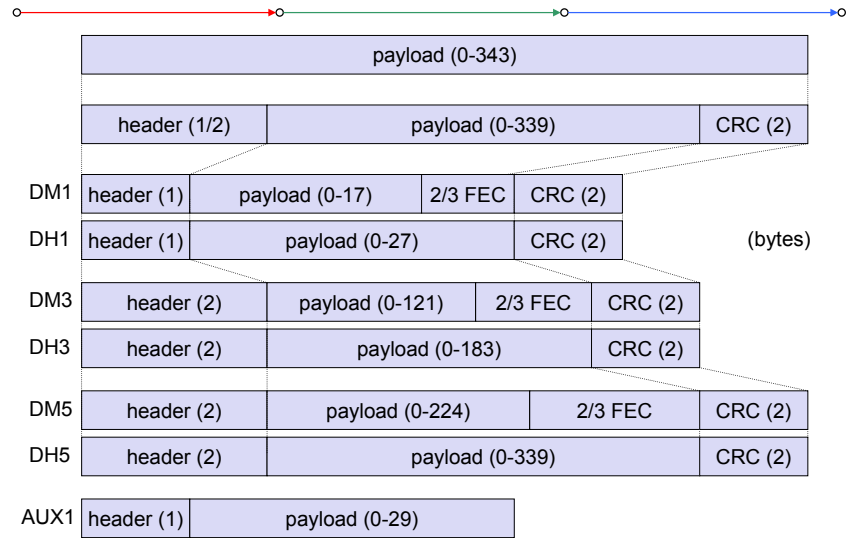 payload (0-343)
header (1/2) payload (0-339) CRC (2)
DM1 header (1) payload (0-17) 2/3 FEC CRC (2)
DH1 header (1) payload (0-27) CRC (2) (bytes)
DM3 header (2) payload (0-121) 2/3 FEC CRC (2)
DH3 header (2) payload (0-183) CRC (2)
DM5 header (2) payload (0-224) 2/3 FEC CRC (2)
DH5 header (2) payload (0-339) CRC (2)
AUX1 header (1) payload (0-29)